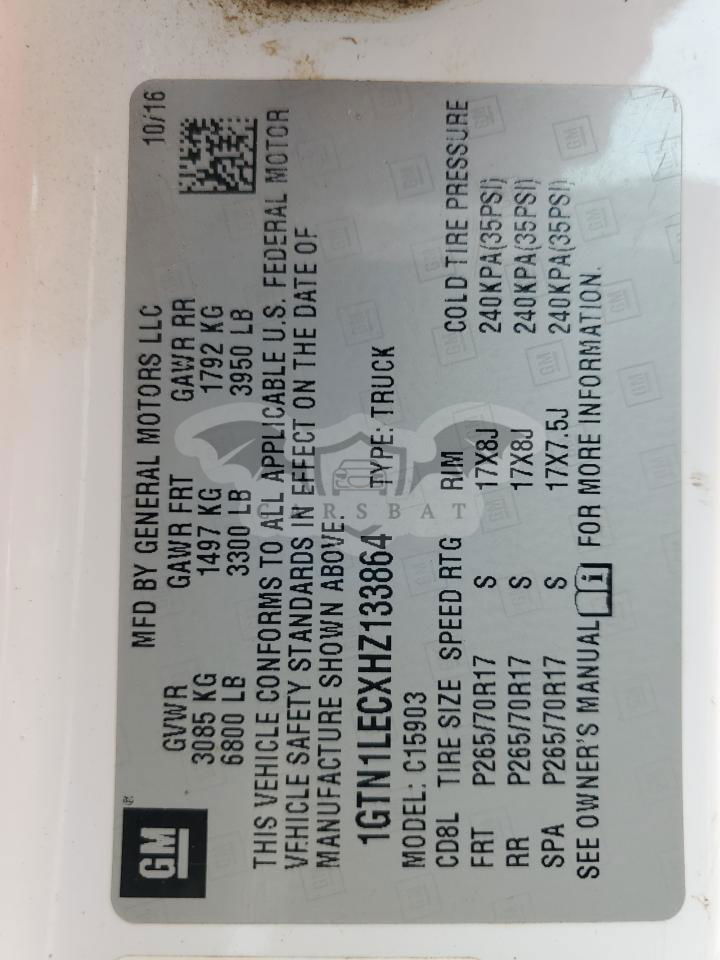 GM
MFD BY GENERAL MOTORS LLC 10/16
GVWR GAWR FRT GAWR RR
3085 KG 1497 KG 1792 KG
6800 LB 3300 LB 3950 LB
THIS VEHICLE CONFORMS TO ALL APPLICABLE U.S. FEDERAL MOTOR
VEHICLE SAFETY STANDARDS IN EFFECT ON THE DATE OF
MANUFACTURE SHOWN ABOVE.
1GTN1LECXHZ133864 TYPE: TRUCK
MODEL: C15903
CD8L TIRE SIZE SPEED RTG RIM COLD TIRE PRESSURE
FRT P265/70R17 S 17X8J 240KPA(35PSI)
RR P265/70R17 S 17X8J 240KPA(35PSI)
SPA P265/70R17 S 17X7.5J 240KPA(35PSI)
SEE OWNER'S MANUAL i FOR MORE INFORMATION.
CARSBAT